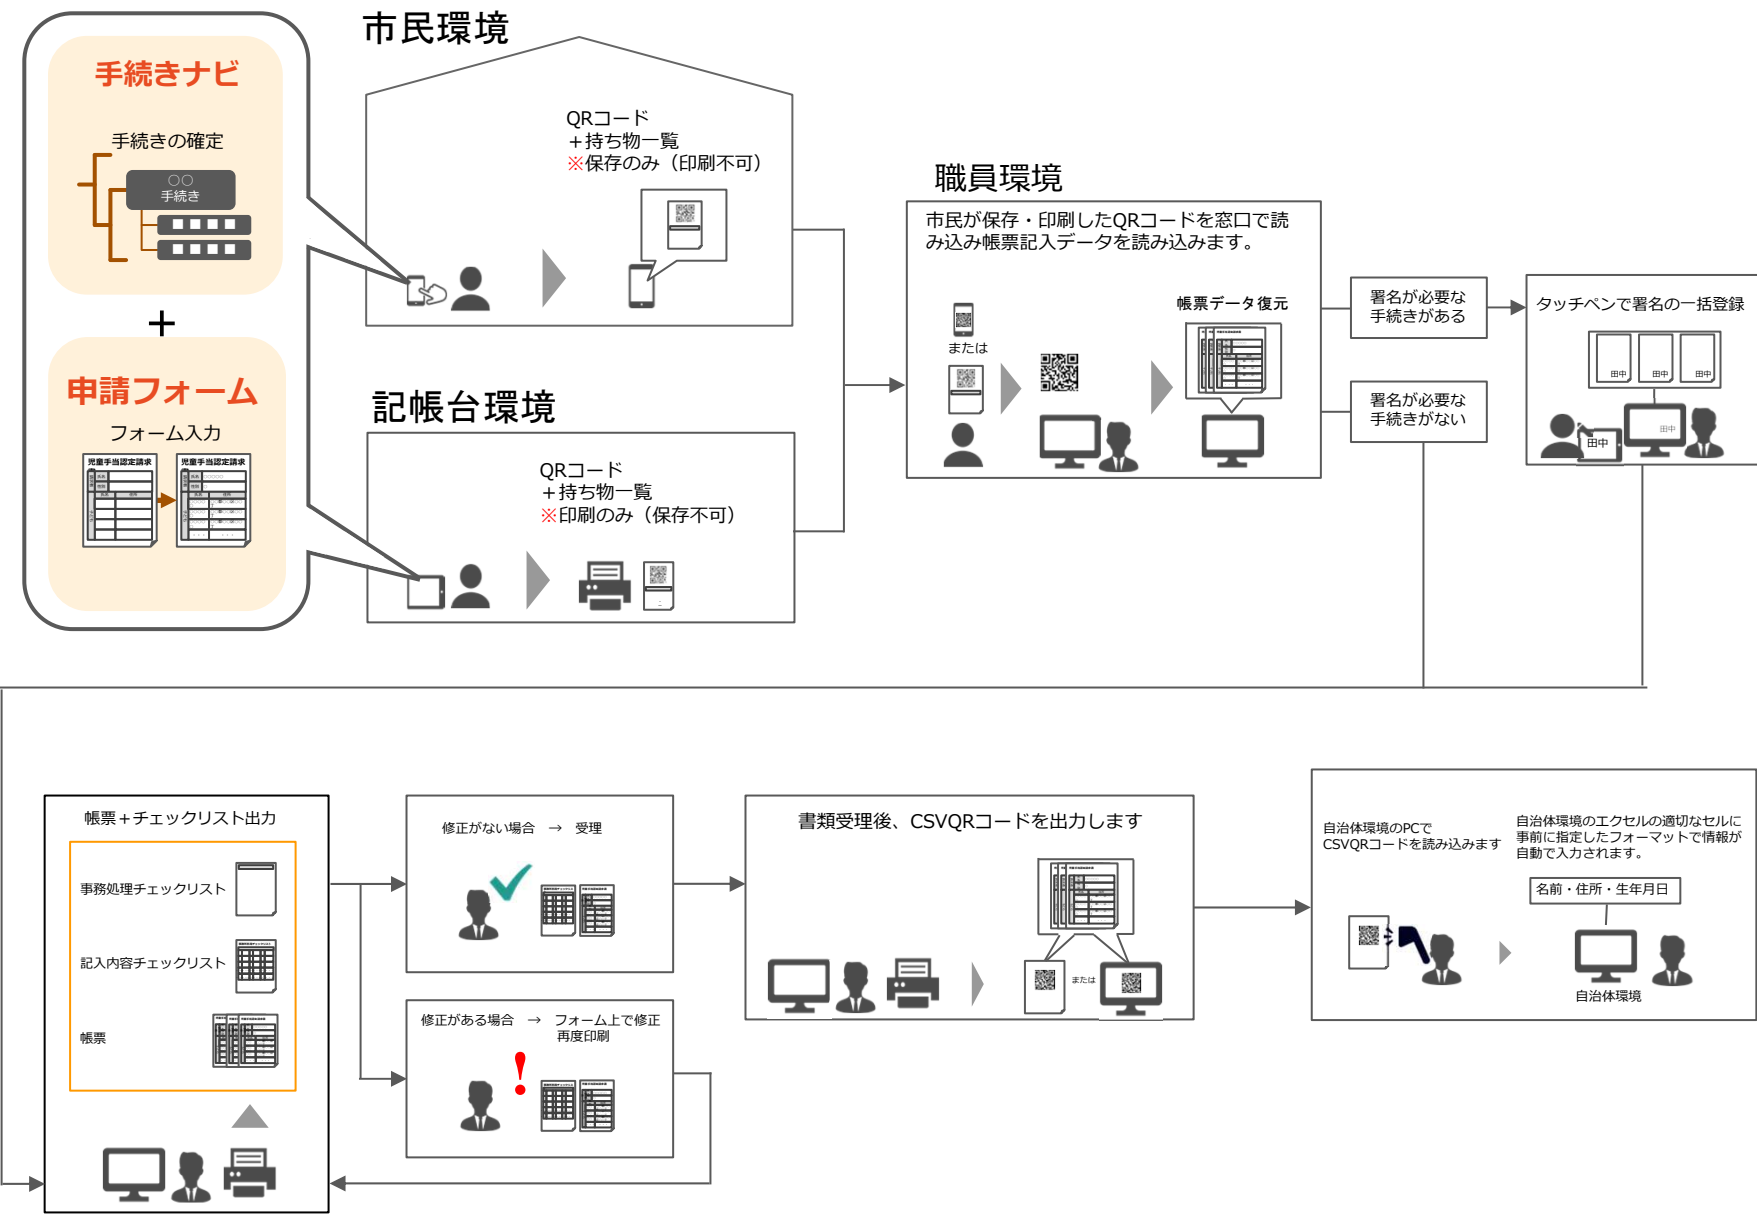 手続きナビ
手続きの確定
○○
手続き
+
申請フォーム
フォーム入力
児童手当認定請求
児童手当認定請求
市民環境
QRコード
+持ち物一覧
※保存のみ（印刷不可）
記帳台環境
QRコード
+持ち物一覧
※印刷のみ（保存不可）
職員環境
市民が保存・印刷したQRコードを窓口で読
み込み帳票記入データを読み込みます。
または
帳票データ復元
署名が必要な
手続きがある
署名が必要な
手続きがない
タッチペンで署名の一括登録
田中
田中
田中
田中
田中
帳票+チェックリスト出力
事務処理チェックリスト
記入内容チェックリスト
帳票
修正がない場合 → 受理
修正がある場合 → フォーム上で修正
再度印刷
書類受理後、CSVQRコードを出力します
または
自治体環境のPCで
CSVQRコードを読み込みます
自治体環境のエクセルの適切なセルに
事前に指定したフォーマットで情報が
自動で入力されます。
名前・住所・生年月日
自治体環境